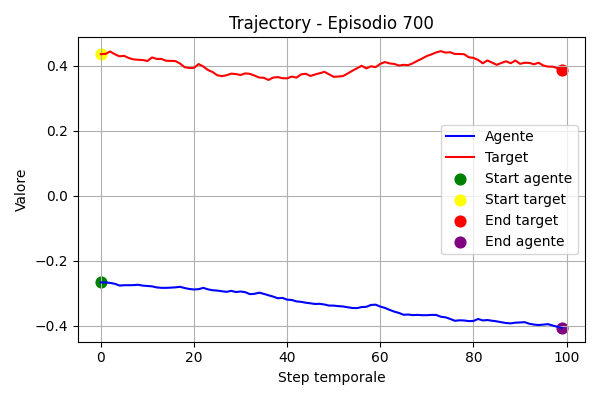 Trajectory - Episodio 700
Valore
0.4
0.2
0.0
−0.2
−0.4
Agente
Target
Start agente
Start target
End target
End agente
0
20
40
60
80
100
Step temporale